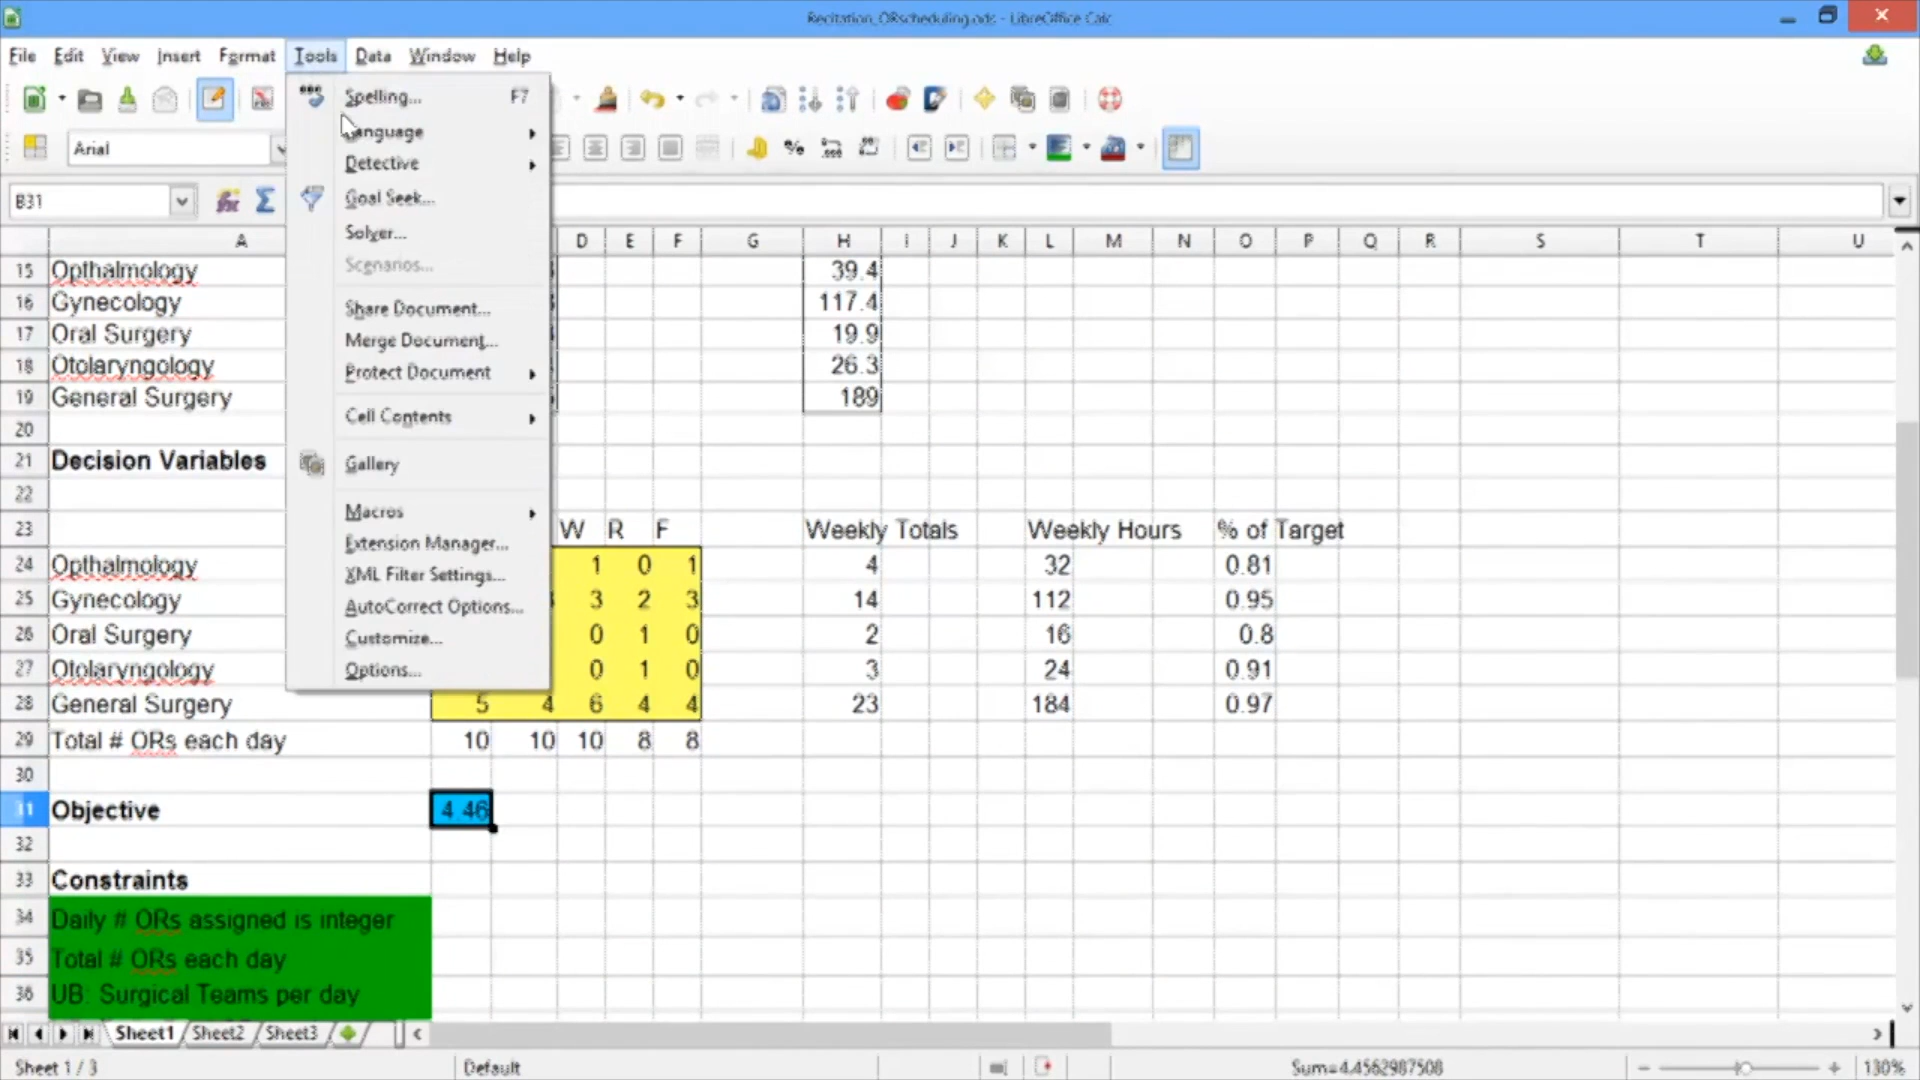 Recitation_ORscheduling.ods - LibreOffice Calc
File Edit View Insert Format Tools Data Window Help
Spelling... F7
Arial
Language
Detective
B31
Goal Seek...
Solver...
A D E F G H I J K L M N O P Q R S T U
Scenarios...
15 Opthalmology 39.4
16 Gynecology 117.4
Share Document...
17 Oral Surgery 19.9
Merge Document...
18 Otolaryngology 26.3
Protect Document
19 General Surgery 189
Cell Contents
20
21 Decision Variables
Gallery
22
Macros
23 W R F Weekly Totals Weekly Hours % of Target
Extension Manager...
24 Opthalmology 1 0 1 4 32 0.81
XML Filter Settings...
25 Gynecology 3 2 3 14 112 0.95
AutoCorrect Options...
26 Oral Surgery 0 1 0 2 16 0.8
Customize...
27 Otolaryngology 0 1 0 3 24 0.91
Options...
28 General Surgery 5 4 6 4 4 23 184 0.97
29 Total # ORs each day 10 10 10 8 8
30
31 Objective 4.46
32
33 Constraints
34 Daily # ORs assigned is integer
35 Total # ORs each day
36 UB: Surgical Teams per day
Sheet1 Sheet2 Sheet3
Sheet 1 / 3 Default Sum=4.4562987508 130%